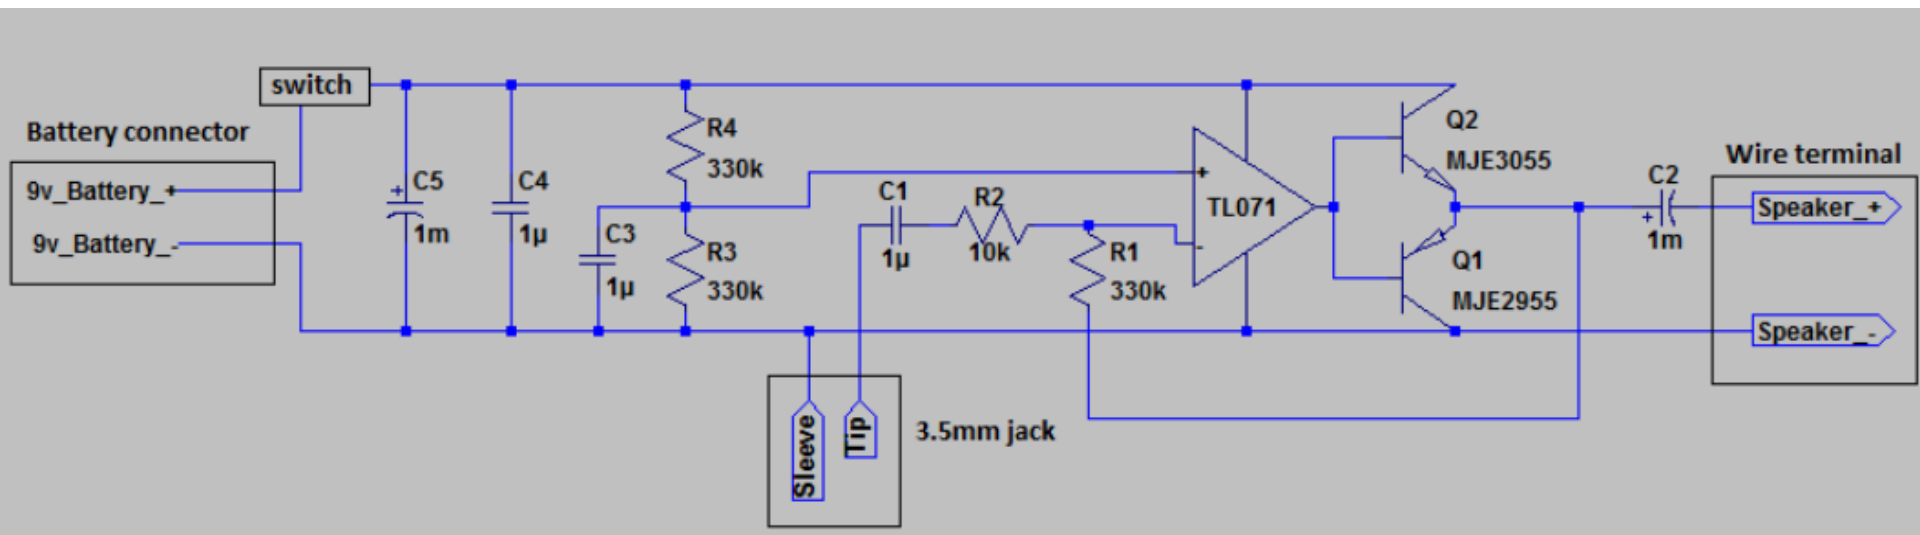 switch
Battery connector
9v_Battery_+
9v_Battery_-
C5
1m
C4
1µ
C3
1µ
R4
330k
R3
330k
C1
1µ
R2
10k
R1
330k
+
TL071
-
Q2
MJE3055
Q1
MJE2955
C2
+
1m
Wire terminal
Speaker_+
Speaker_-
Sleeve
Tip
3.5mm jack
+